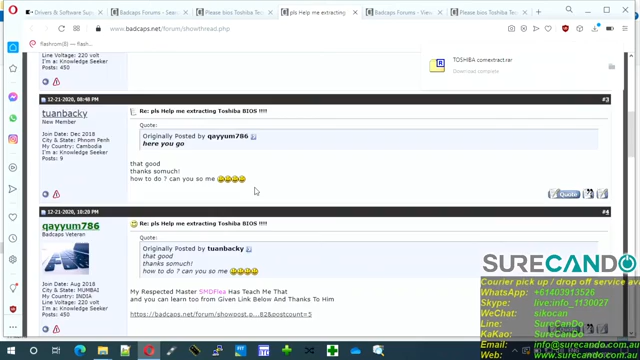 Drivers & Software Sup
Badcaps Forums - Sear
Please bios Toshiba Tec
pls Help me extracting
Badcaps Forums - View
Please bios Toshiba Tec
www.badcaps.net/forum/showthread.php
flashrom(8) - flash...
TOSHIBA comextract.rar
Download complete
Line Voltage: 220 volt
I'm a: Knowledge Seeker
Posts: 450
12-21-2020, 08:48 PM
#3
tuanbacky
New Member
Join Date: Dec 2018
City & State: Phnom Penh
My Country: Cambodia
I'm a: Knowledge Seeker
Posts: 9
Re: pls Help me extracting Toshiba BIOS !!!!
Quote:
Originally Posted by qayyum786
here you go
that good
thanks somuch!
how to do ? can you so me
Quote
12-21-2020, 10:20 PM
#4
qayyum786
Badcaps Veteran
Join Date: Aug 2018
City & State: MUMBAI
My Country: INDIA
Line Voltage: 220 volt
I'm a: Knowledge Seeker
Posts: 450
Re: pls Help me extracting Toshiba BIOS !!!!
Quote:
Originally Posted by tuanbacky
that good
thanks somuch!
how to do ? can you so me
My Respected Master SMDFlea Has Teach Me That
and you can learn too from Given Link Below And Thanks To Him
https://badcaps.net/forum/showpost.p...82&postcount=5
SURECANDO
Courier pick up / drop off service ava
WhatsApp: +61403913526
Skype: live:info_1130027
WeChat: sikocan
Line: SureCanDo
KaKao: SureCanDo
Email: info@surecando.com.au
Web: www.surecando.com.au